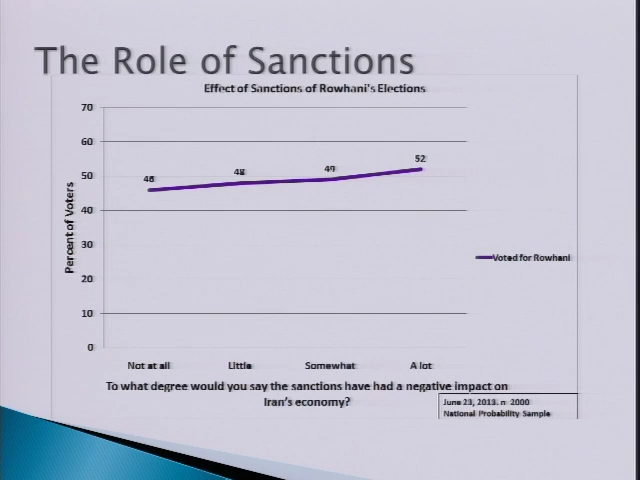 The Role of Sanctions
Effect of Sanctions of Rowhani's Elections
70
60
50
40
30
20
10
0
Percent of Voters
46
48
49
52
Voted for Rowhani
Not at all
Little
Somewhat
A lot
To what degree would you say the sanctions have had a negative impact on
Iran's economy?
June 23, 2013. n= 2000
National Probability Sample